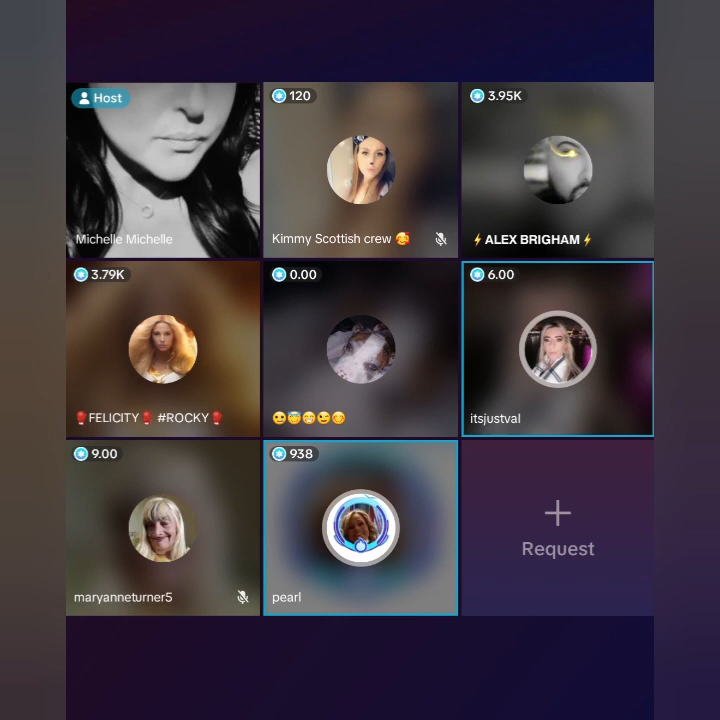 Host
120
3.95K
Michelle Michelle
Kimmy Scottish crew 🥰
⚡ALEX BRIGHAM⚡
3.79K
0.00
6.00
🥊FELICITY🥊 #ROCKY🥊
😉😇😁😉😋
itsjustval
9.00
938
Request
maryanneturner5
pearl